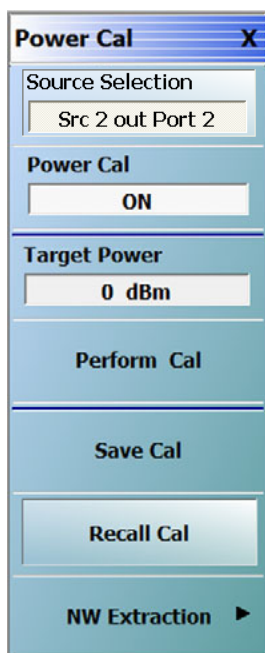 Power Cal X
Source Selection
Src 2 out Port 2
Power Cal
ON
Target Power
0 dBm
Perform Cal
Save Cal
Recall Cal
NW Extraction ►